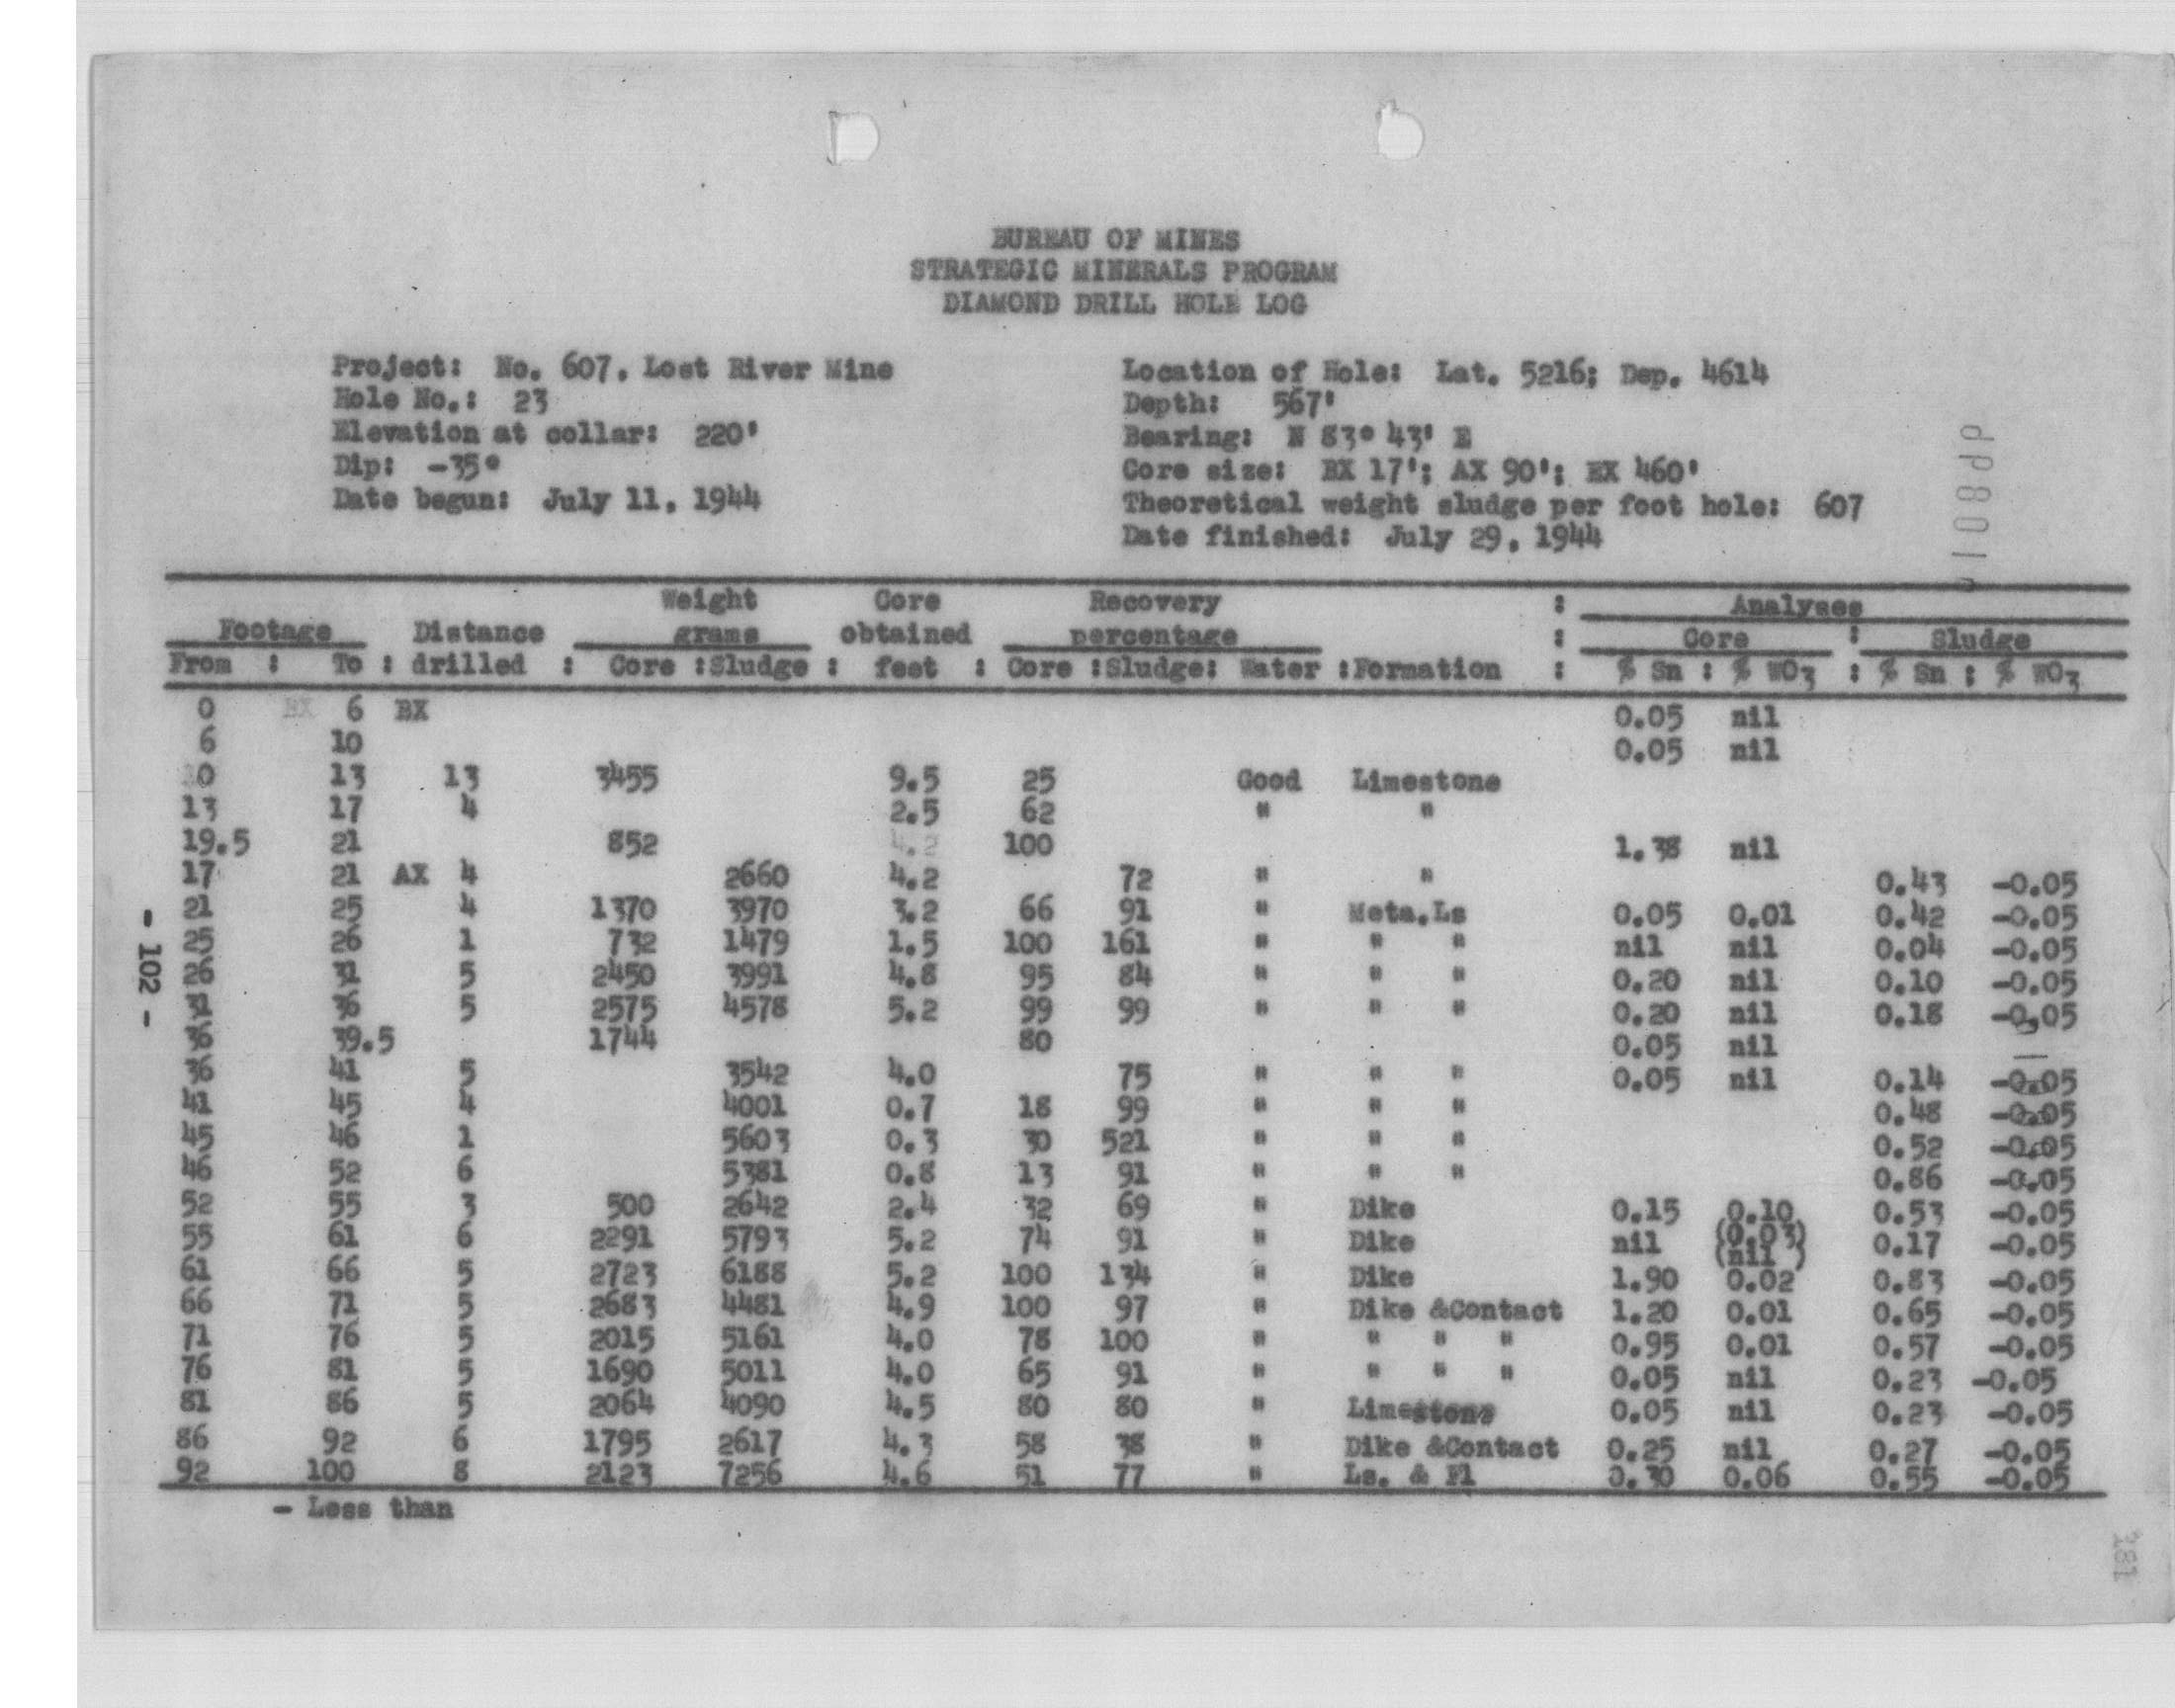 BUREAU OF MINES
STRATEGIC MINERALS PROGRAM
DIAMOND DRILL HOLE LOG
Project: No. 607, Lost River Mine
Hole No.: 23
Elevation at collar: 220'
Dip: -35°
Date begun: July 11, 1944
Location of Hole: Lat. 5216; Dep. 4614
Depth: 567'
Bearing: N 83° 43' E
Core size: BX 17'; AX 90'; EX 460'
Theoretical weight sludge per foot hole: 607
Date finished: July 29, 1944
Weight Core Recovery : Analyses
Footage Distance grams obtained percentage : Core : Sludge
From : To : drilled : Core :Sludge : feet : Core :Sludge: Water :Formation : % Sn : % WO3 : % Sn : % WO3
0 BX 6 BX 0.05 nil
6 10 0.05 nil
0 13 13 3455 9.5 25 Good Limestone
13 17 4 2.5 62 " "
19.5 21 852 4.2 100 1.38 nil
17 21 AX 4 2660 4.2 72 " " 0.43 -0.05
21 25 4 1370 3970 3.2 66 91 " Meta.Ls 0.05 0.01 0.42 -0.05
25 26 1 732 1479 1.5 100 161 " " " nil nil 0.04 -0.05
26 31 5 2450 3991 4.8 95 84 " " " 0.20 nil 0.10 -0.05
31 36 5 2575 4578 5.2 99 99 " " " 0.20 nil 0.18 -0.05
36 39.5 1744 80 0.05 nil
36 41 5 3542 4.0 75 " " " 0.05 nil 0.14 -0.05
41 45 4 4001 0.7 18 99 " " " 0.48 -0.05
45 46 1 5603 0.3 30 521 " " " 0.52 -0.05
46 52 6 5381 0.8 13 91 " " " 0.86 -0.05
52 55 3 500 2642 2.4 32 69 " Dike 0.15 0.10 0.53 -0.05
55 61 6 2291 5793 5.2 74 91 " Dike nil (0.03) 0.17 -0.05
(nil )
61 66 5 2723 6188 5.2 100 134 " Dike 1.90 0.02 0.83 -0.05
66 71 5 2683 4481 4.9 100 97 " Dike &Contact 1.20 0.01 0.65 -0.05
71 76 5 2015 5161 4.0 78 100 " " " " 0.95 0.01 0.57 -0.05
76 81 5 1690 5011 4.0 65 91 " " " " 0.05 nil 0.23 -0.05
81 86 5 2064 4090 4.5 80 80 " Limestone 0.05 nil 0.23 -0.05
86 92 6 1795 2617 4.3 58 38 " Dike &Contact 0.25 nil 0.27 -0.05
92 100 8 2123 7256 4.6 51 77 " Ls. & Fl 0.30 0.06 0.55 -0.05
- Less than
- 102 -
181